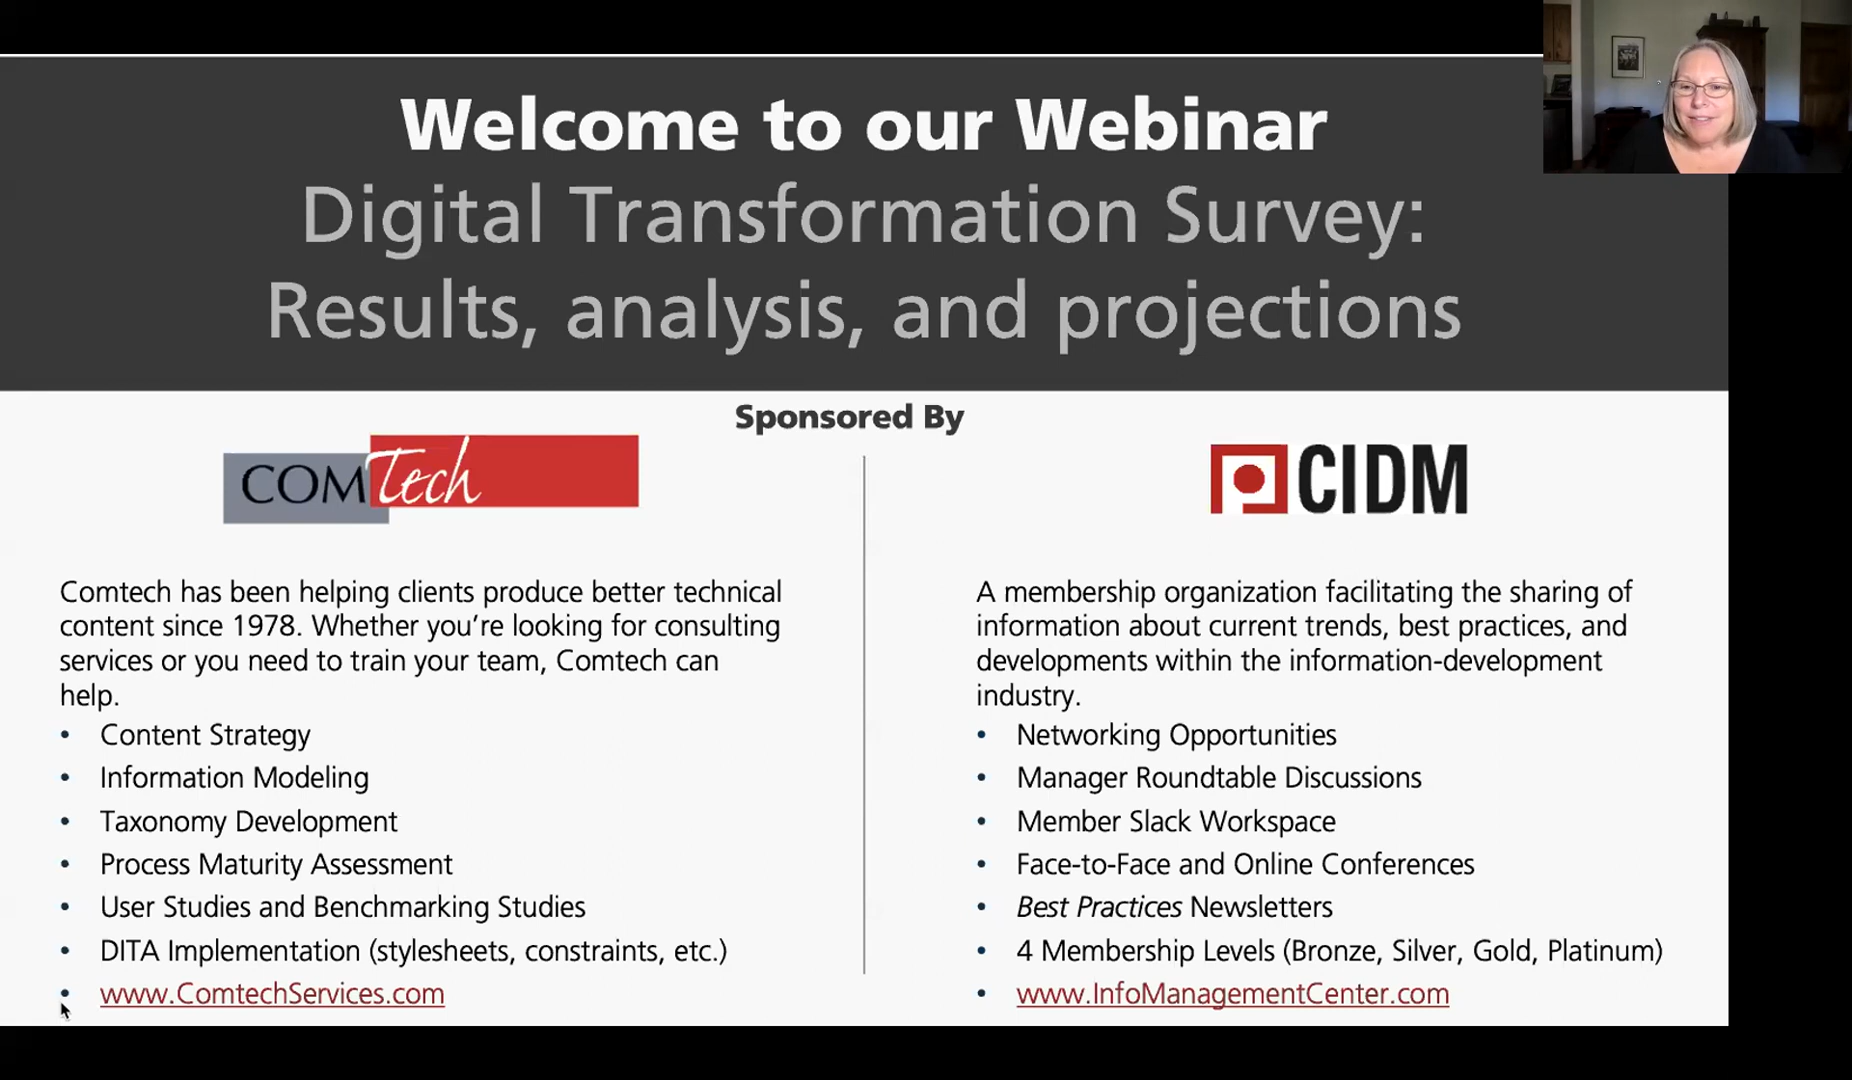 Welcome to our Webinar
Digital Transformation Survey:
Results, analysis, and projections
Sponsored By
COMTech
Comtech has been helping clients produce better technical
content since 1978. Whether you’re looking for consulting
services or you need to train your team, Comtech can
help.
• Content Strategy
• Information Modeling
• Taxonomy Development
• Process Maturity Assessment
• User Studies and Benchmarking Studies
• DITA Implementation (stylesheets, constraints, etc.)
• www.ComtechServices.com
CIDM
A membership organization facilitating the sharing of
information about current trends, best practices, and
developments within the information-development
industry.
• Networking Opportunities
• Manager Roundtable Discussions
• Member Slack Workspace
• Face-to-Face and Online Conferences
• Best Practices Newsletters
• 4 Membership Levels (Bronze, Silver, Gold, Platinum)
• www.InfoManagementCenter.com